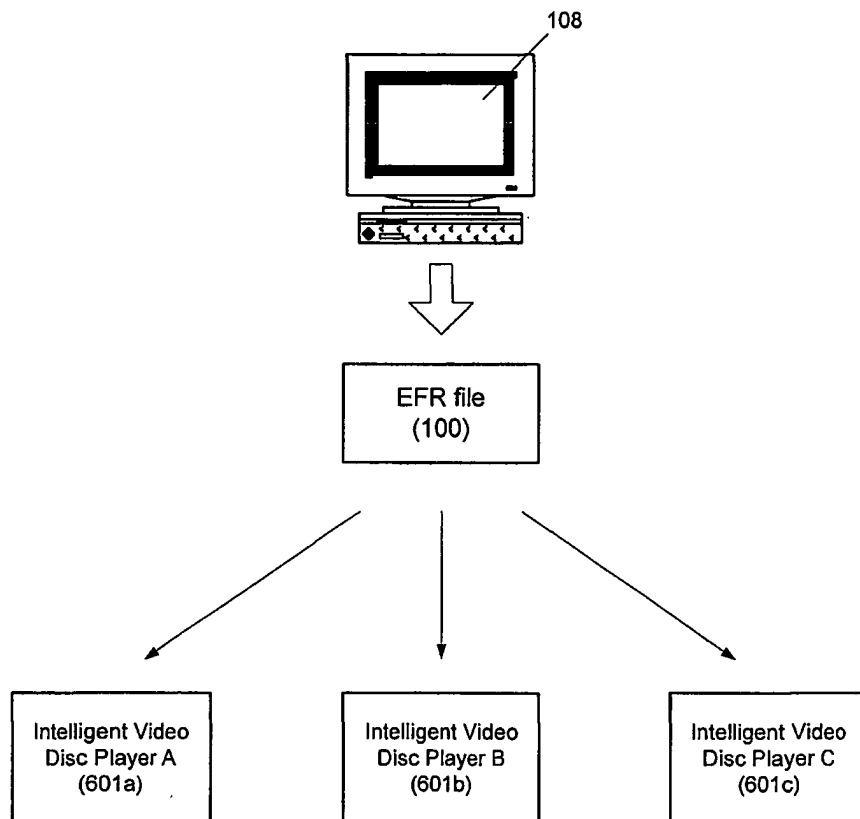 108
EFR file
(100)
Intelligent Video
Disc Player A
(601a)
Intelligent Video
Disc Player B
(601b)
Intelligent Video
Disc Player C
(601c)